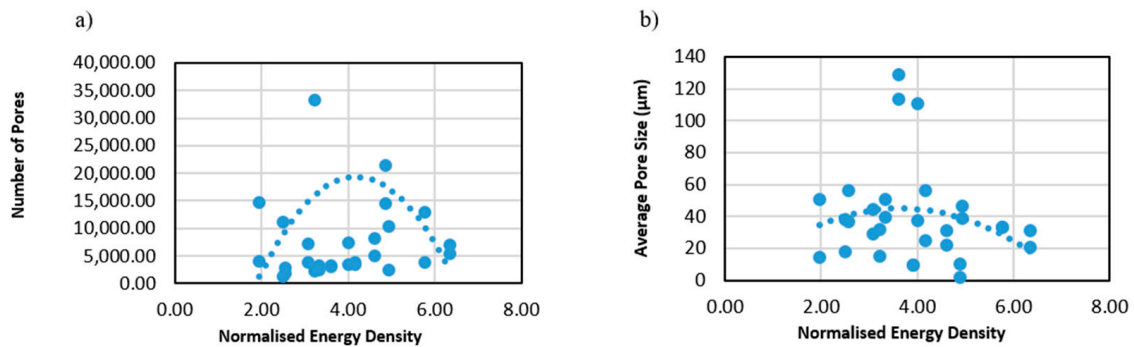 a)
Number of Pores
40,000.00
35,000.00
30,000.00
25,000.00
20,000.00
15,000.00
10,000.00
5,000.00
0.00
0.00 2.00 4.00 6.00 8.00
Normalised Energy Density
b)
Average Pore Size (µm)
140
120
100
80
60
40
20
0
0.00 2.00 4.00 6.00 8.00
Normalised Energy Density